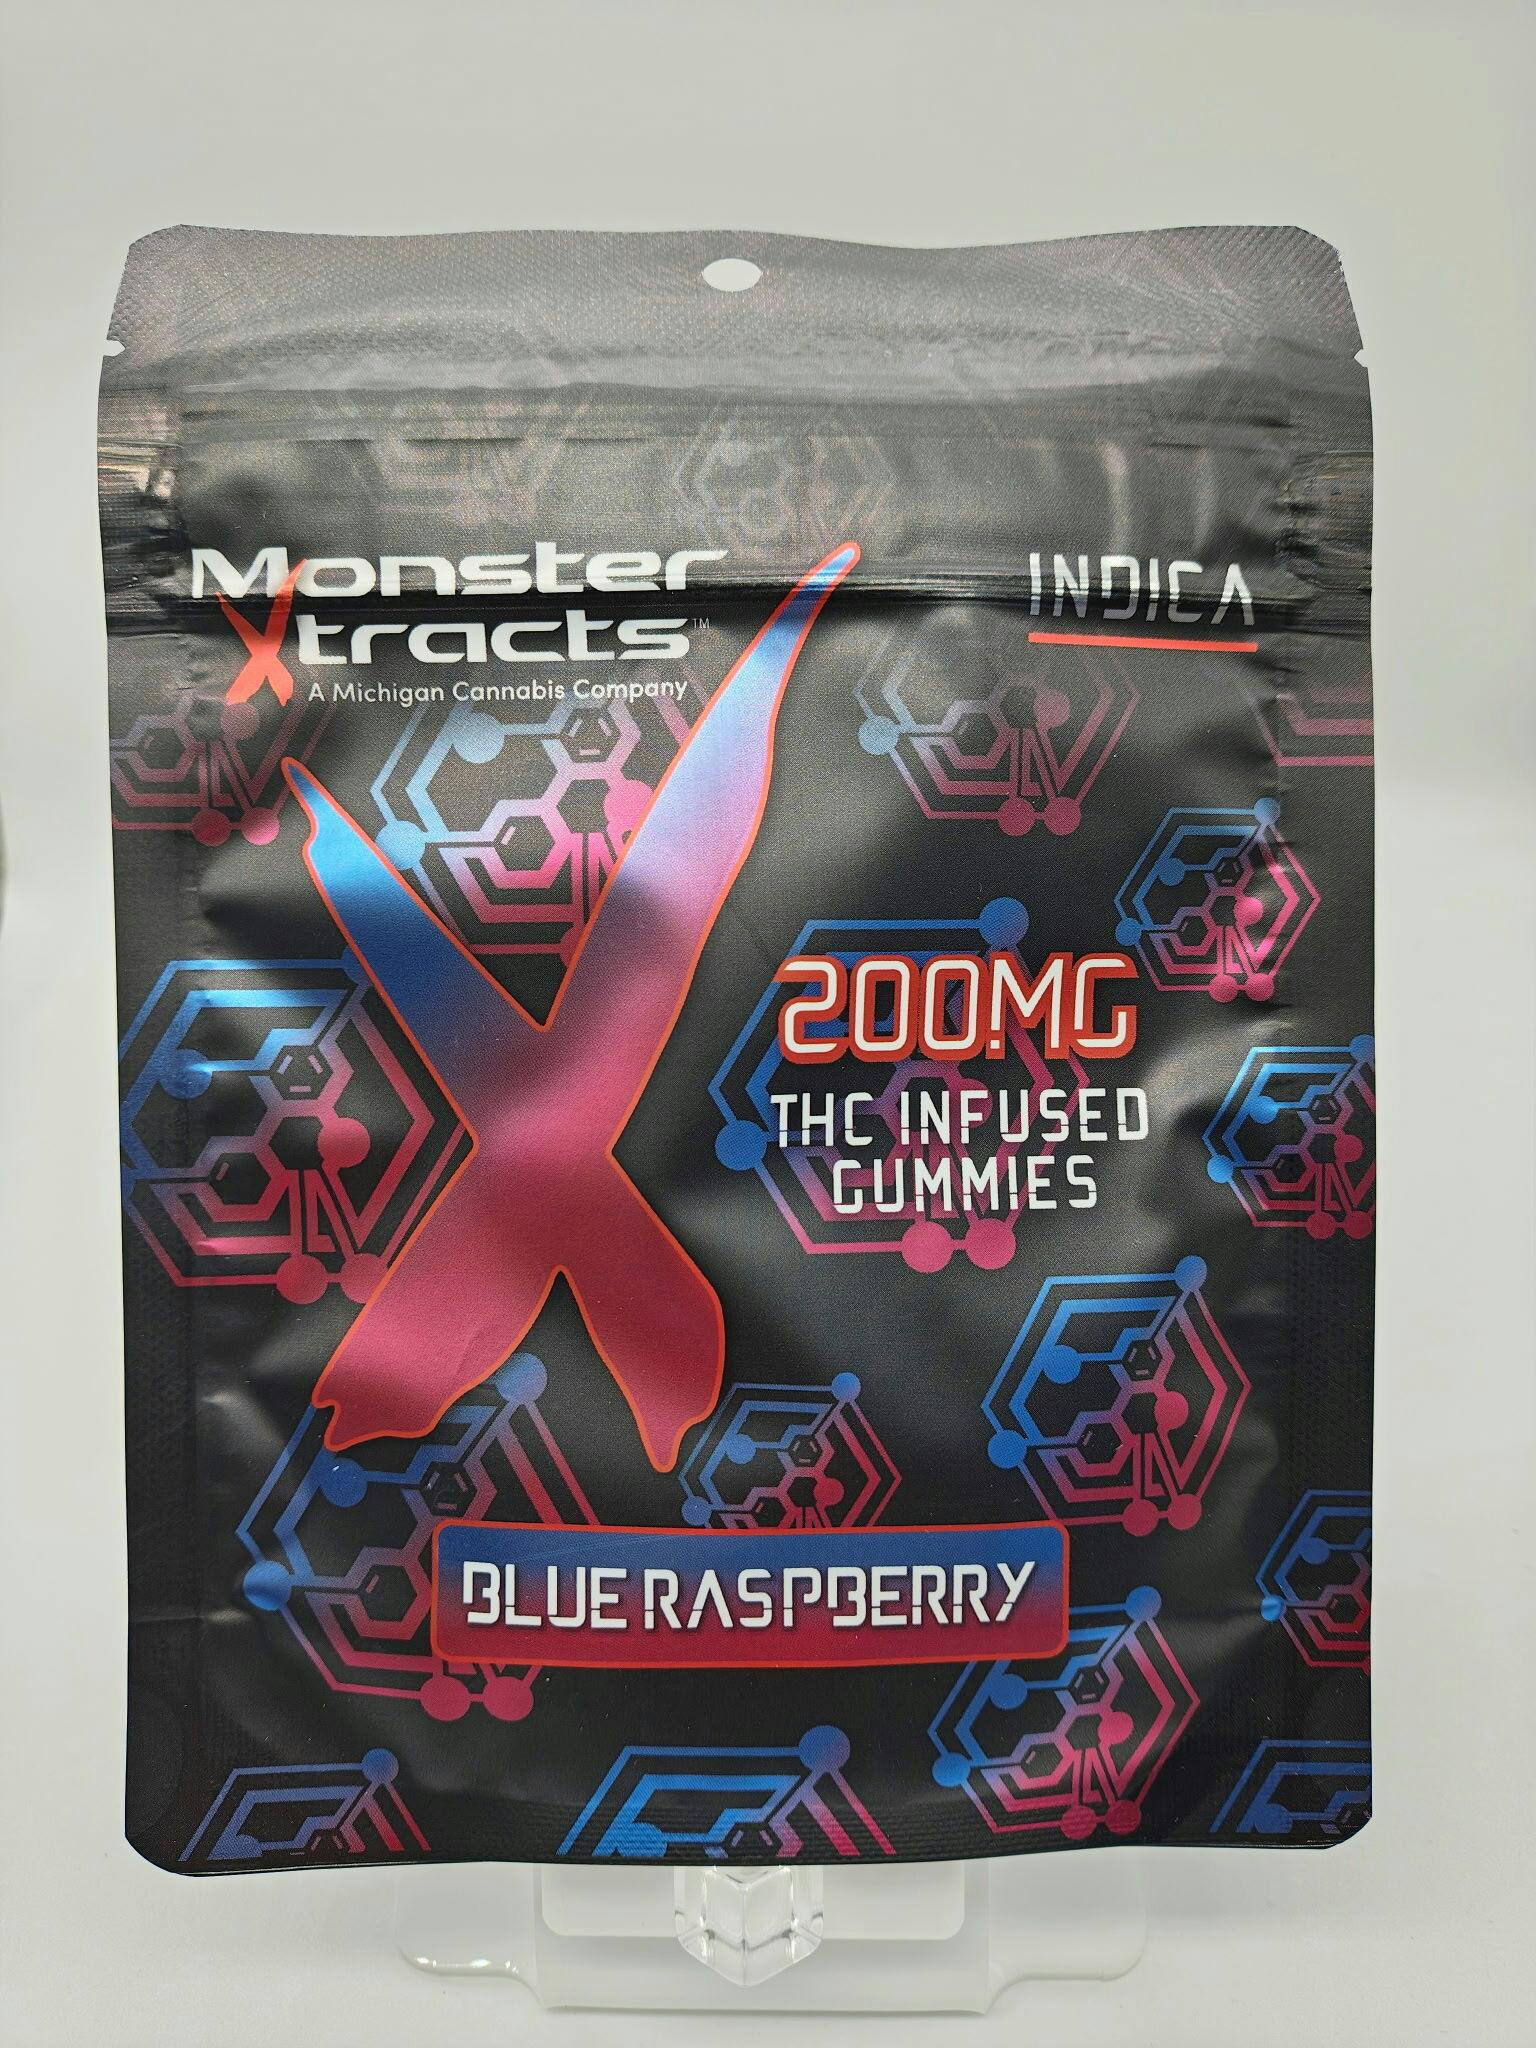 Monster
Xtracts™
A Michigan Cannabis Company
INDICA
200MG
THC INFUSED
GUMMIES
BLUE RASPBERRY